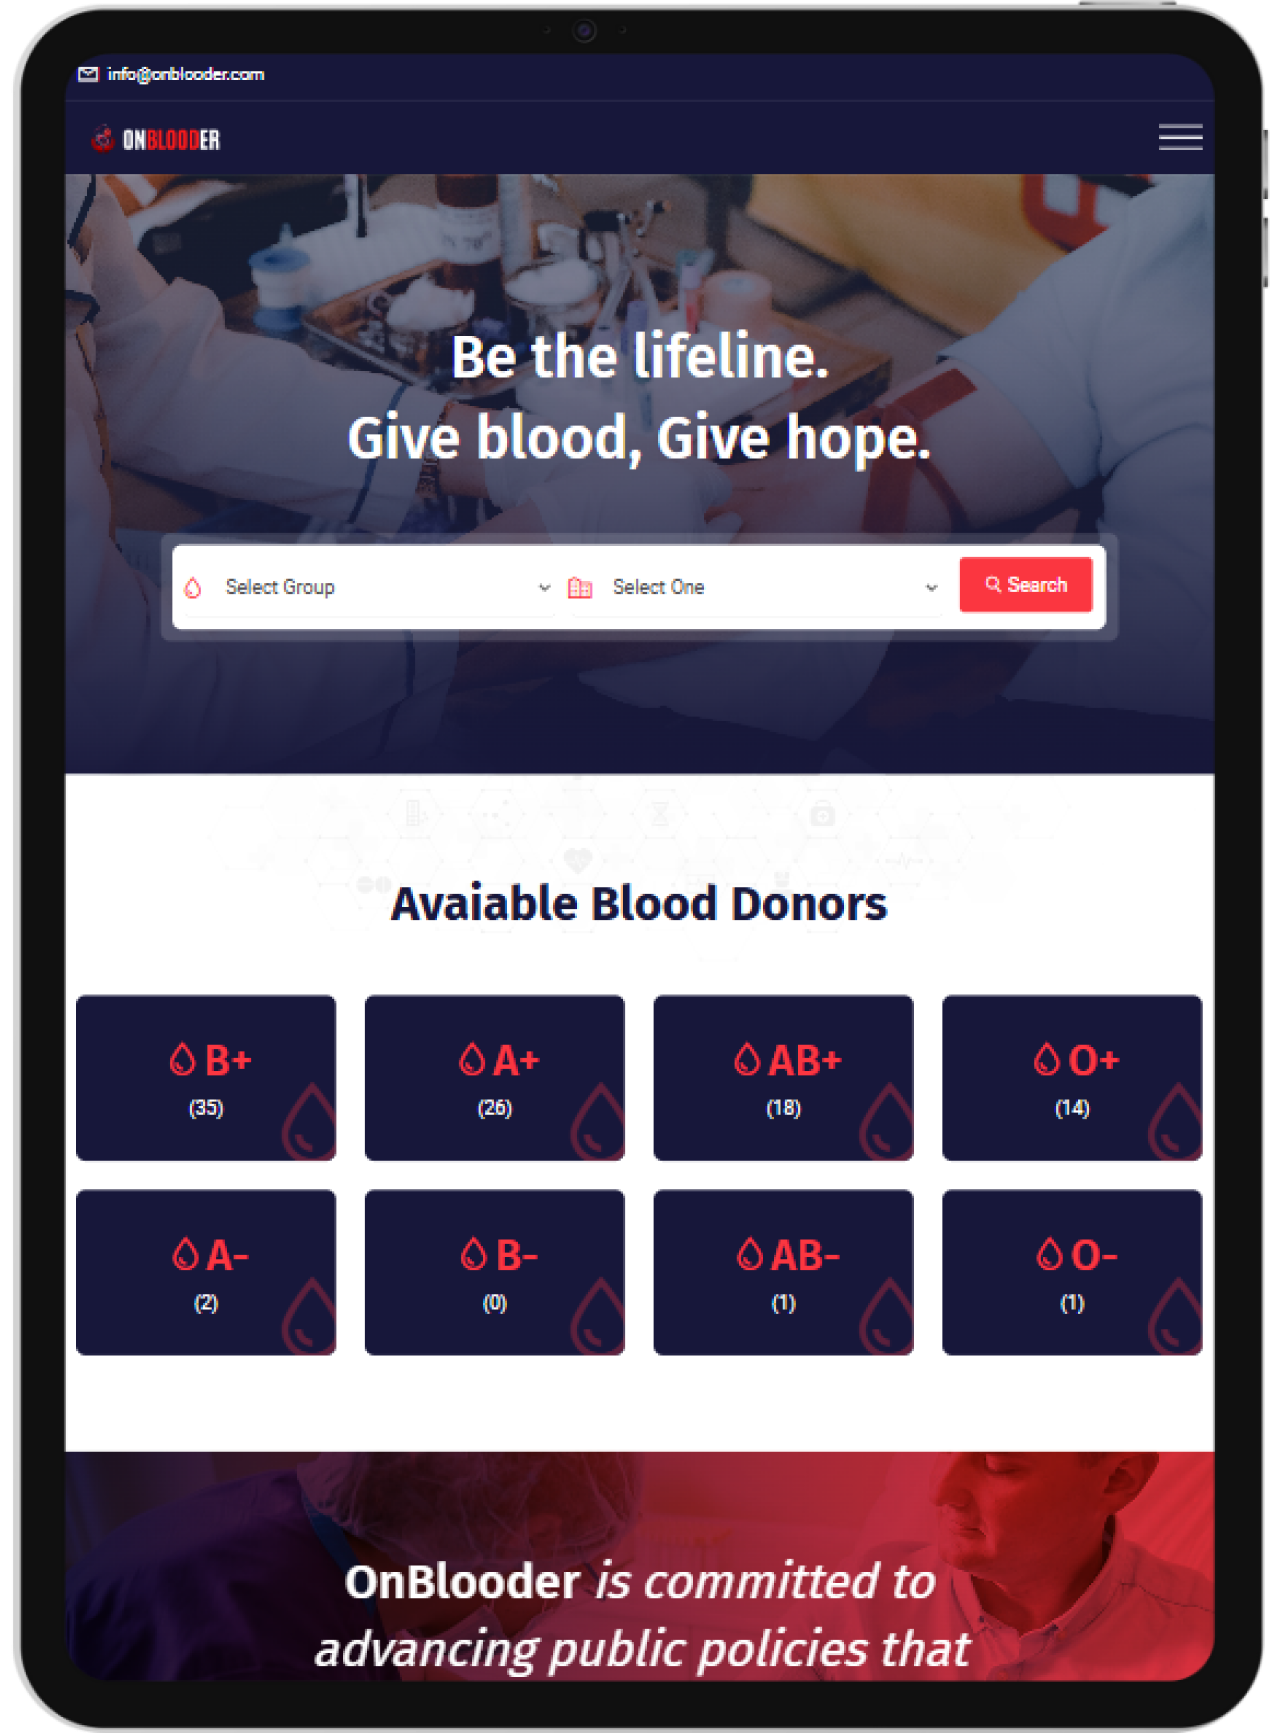 info@onblooder.com
ONBLOODER
Be the lifeline.
Give blood, Give hope.
Select Group
Select One
Search
Avaiable Blood Donors
B+
(35)
A+
(26)
AB+
(18)
O+
(14)
A-
(2)
B-
(0)
AB-
(1)
O-
(1)
OnBlooder is committed to
advancing public policies that